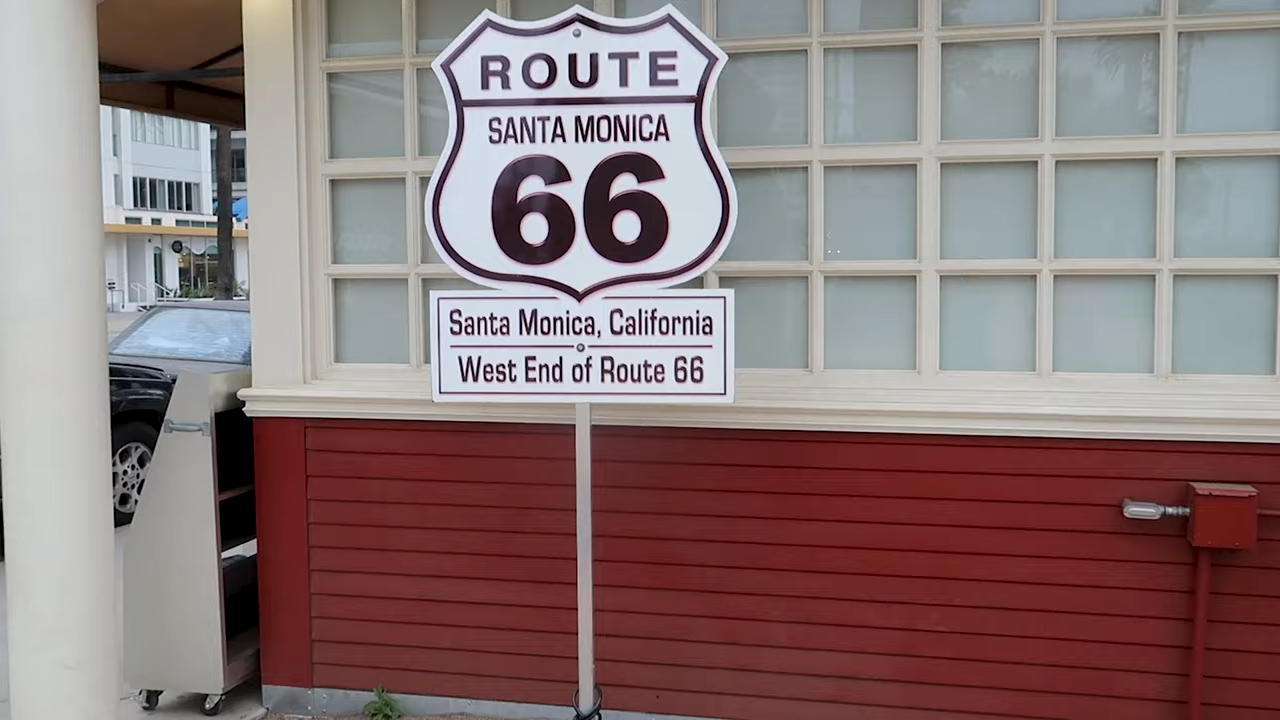 ROUTE
SANTA MONICA
66
Santa Monica, California
West End of Route 66